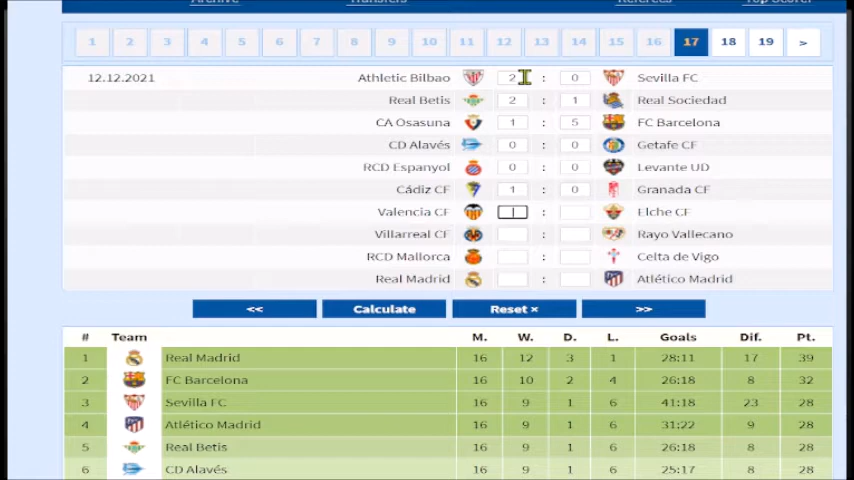 Archive Transfers Referees Top Scorer
1 2 3 4 5 6 7 8 9 10 11 12 13 14 15 16 17 18 19 >
12.12.2021 Athletic Bilbao 2 : 0 Sevilla FC
Real Betis 2 : 1 Real Sociedad
CA Osasuna 1 : 5 FC Barcelona
CD Alavés 0 : 0 Getafe CF
RCD Espanyol 0 : 0 Levante UD
Cádiz CF 1 : 0 Granada CF
Valencia CF : Elche CF
Villarreal CF : Rayo Vallecano
RCD Mallorca : Celta de Vigo
Real Madrid : Atlético Madrid
<< Calculate Reset × >>
# Team M. W. D. L. Goals Dif. Pt.
1 Real Madrid 16 12 3 1 28:11 17 39
2 FC Barcelona 16 10 2 4 26:18 8 32
3 Sevilla FC 16 9 1 6 41:18 23 28
4 Atlético Madrid 16 9 1 6 31:22 9 28
5 Real Betis 16 9 1 6 26:18 8 28
6 CD Alavés 16 9 1 6 25:17 8 28